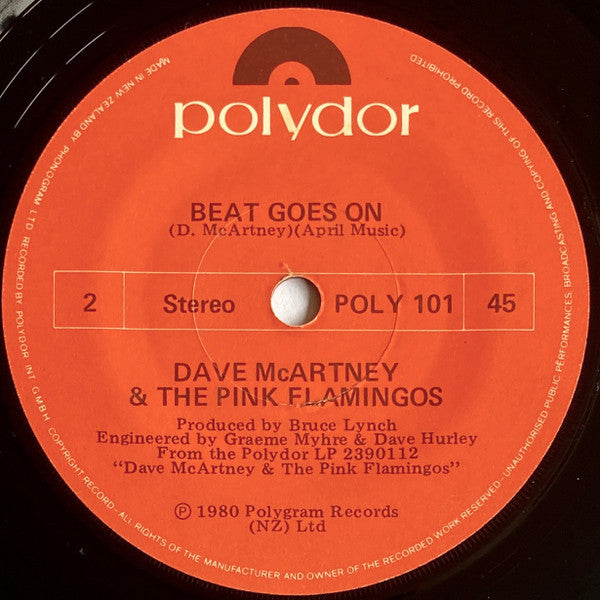 polydor
BEAT GOES ON
(D. McArtney)(April Music)
2 Stereo POLY 101 45
DAVE McARTNEY
& THE PINK FLAMINGOS
Produced by Bruce Lynch
Engineered by Graeme Myhre & Dave Hurley
From the Polydor LP 2390112
"Dave McArtney & The Pink Flamingos"
℗ 1980 Polygram Records
(NZ) Ltd
MADE IN NEW ZEALAND BY PHONOGRAM LTD RECORDED BY POLYDOR INT. G.M.B.H. COPYRIGHT RECORD - ALL RIGHTS OF THE MANUFACTURER AND OWNER OF THE RECORDED WORK RESERVED - UNAUTHORISED PUBLIC PERFORMANCES, BROADCASTING AND COPYING OF THIS RECORD PROHIBITED